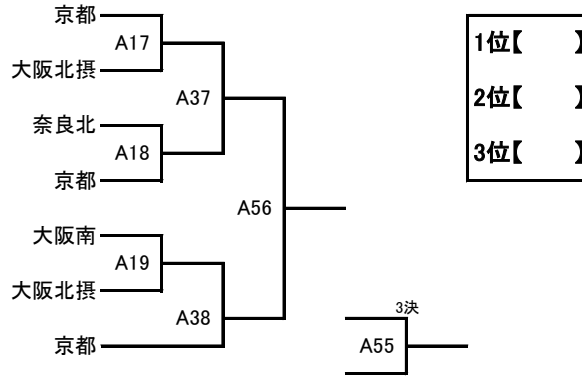 京都
A17
大阪北摂
A37
奈良北
A18
京都
A56
大阪南
A19
大阪北摂
A38
京都
1位【 】
2位【 】
3位【 】
3決
A55